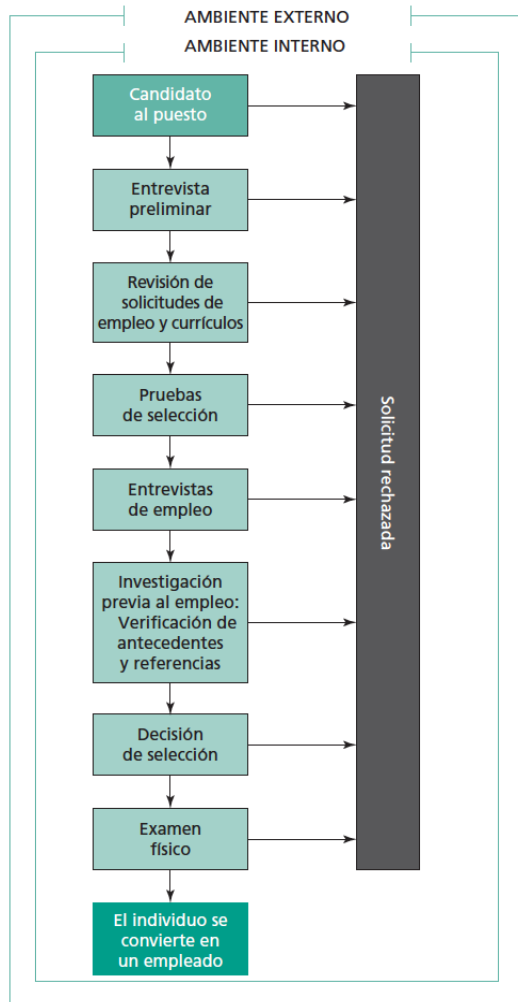 AMBIENTE EXTERNO
AMBIENTE INTERNO
Candidato
al puesto
Entrevista
preliminar
Revisión de
solicitudes de
empleo y currículos
Pruebas
de selección
Entrevistas
de empleo
Investigación
previa al empleo:
Verificación de
antecedentes
y referencias
Decisión
de selección
Examen
físico
El individuo se
convierte en
un empleado
Solicitud rechazada